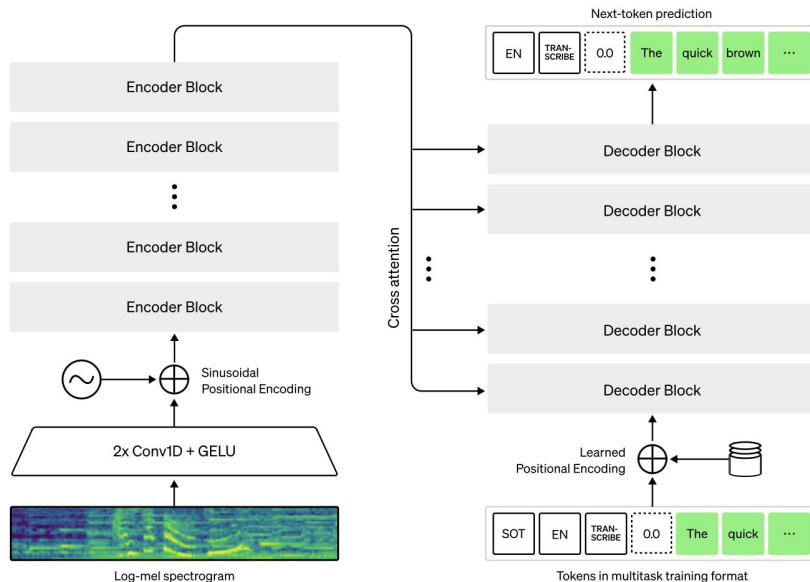 Next-token prediction
EN
TRAN-
SCRIBE
0.0
The
quick
brown
...
Encoder Block
Encoder Block
Encoder Block
Encoder Block
Sinusoidal
Positional Encoding
2x Conv1D + GELU
Log-mel spectrogram
Cross attention
Decoder Block
Decoder Block
Decoder Block
Decoder Block
Learned
Positional Encoding
SOT
EN
TRAN-
SCRIBE
0.0
The
quick
...
Tokens in multitask training format